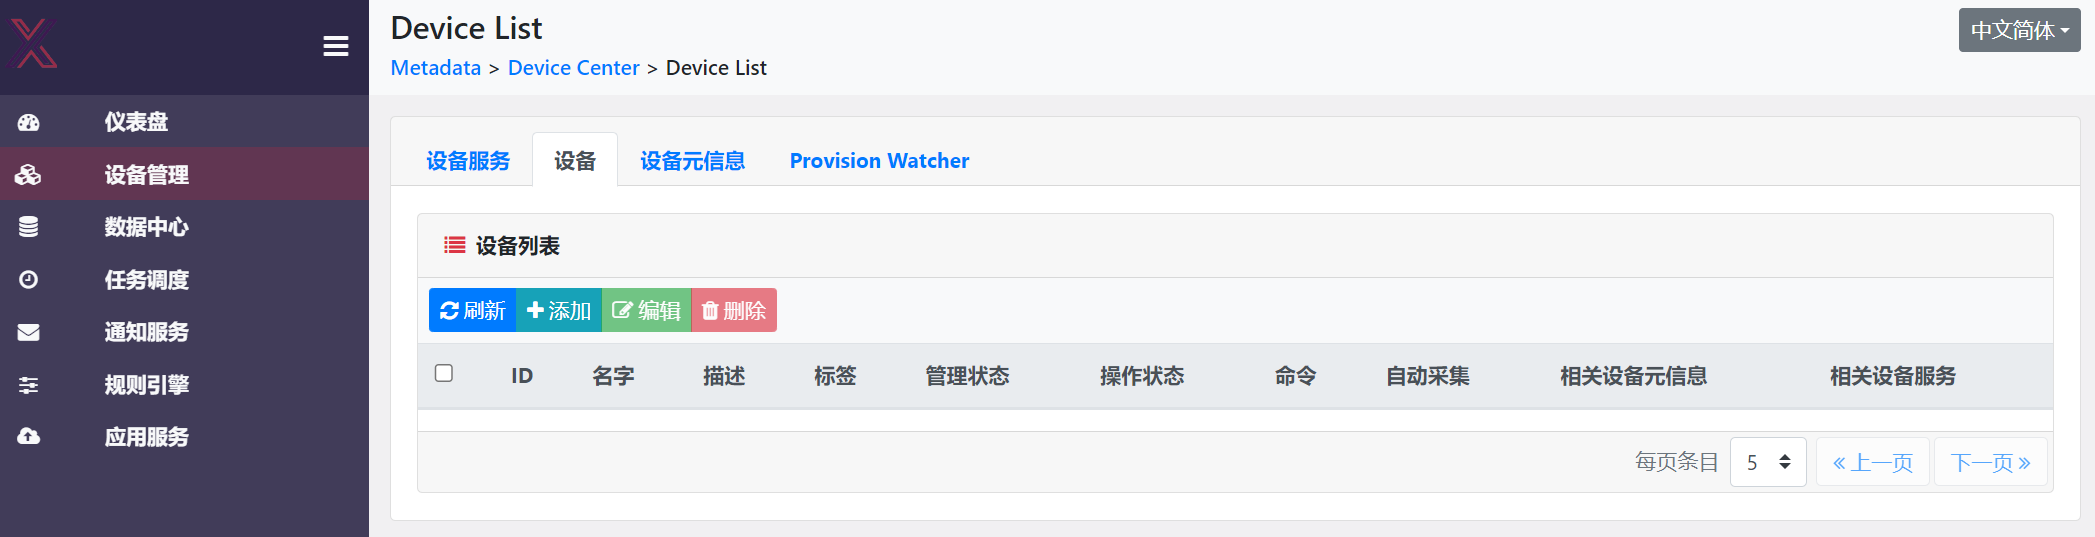 Device List
中文简体
Metadata > Device Center > Device List
仪表盘
设备管理
数据中心
任务调度
通知服务
规则引擎
应用服务
设备服务 设备 设备元信息 Provision Watcher
设备列表
刷新 添加 编辑 删除
ID 名字 描述 标签 管理状态 操作状态 命令 自动采集 相关设备元信息 相关设备服务
每页条目 5 « 上一页 下一页 »